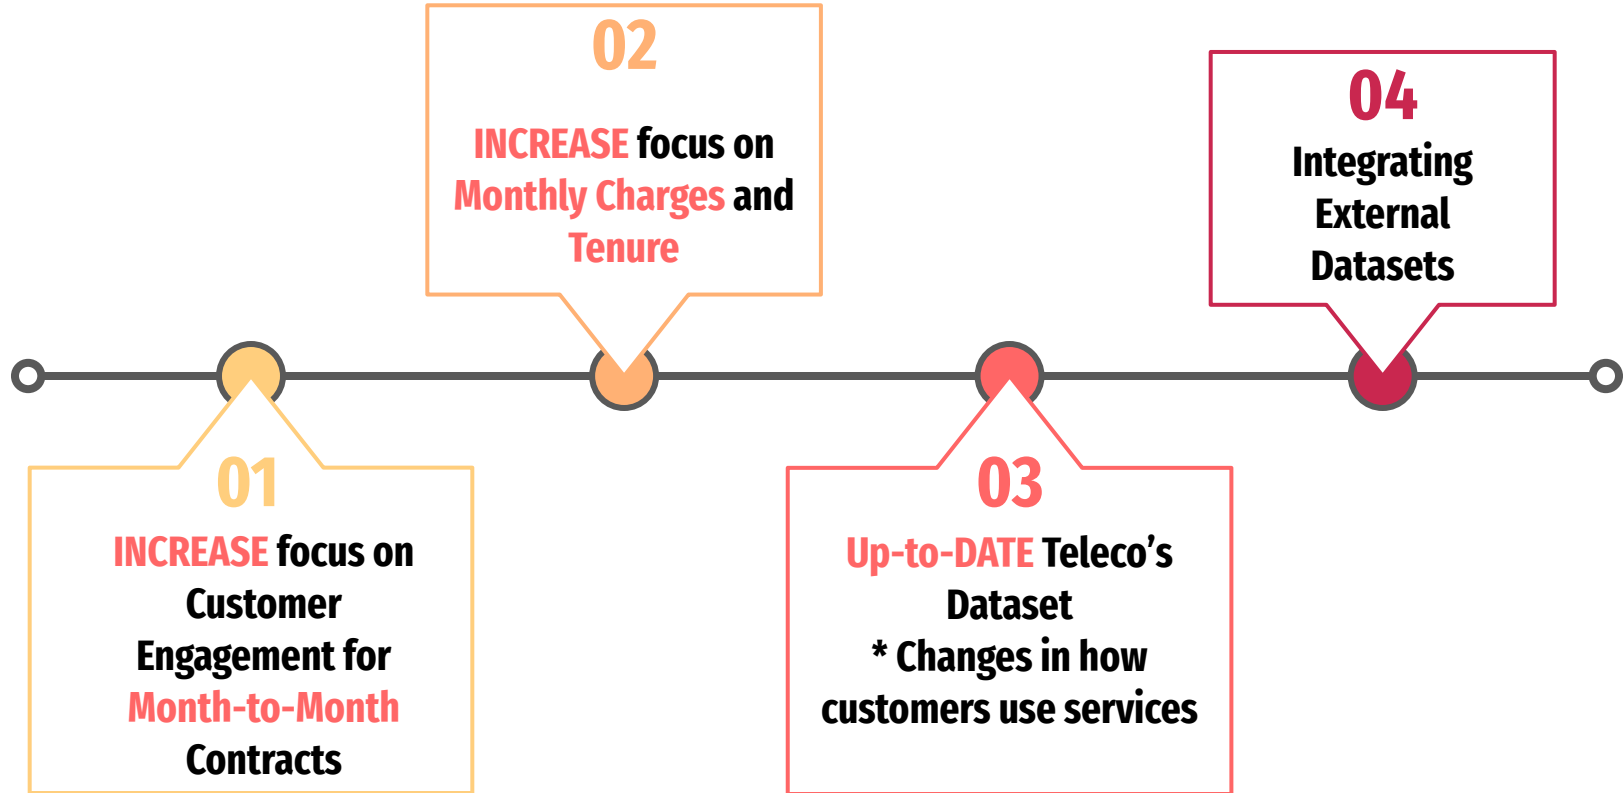 01
INCREASE focus on
Customer
Engagement for
Month-to-Month
Contracts
02
INCREASE focus on
Monthly Charges and
Tenure
03
Up-to-DATE Teleco’s
Dataset
* Changes in how
customers use services
04
Integrating
External
Datasets